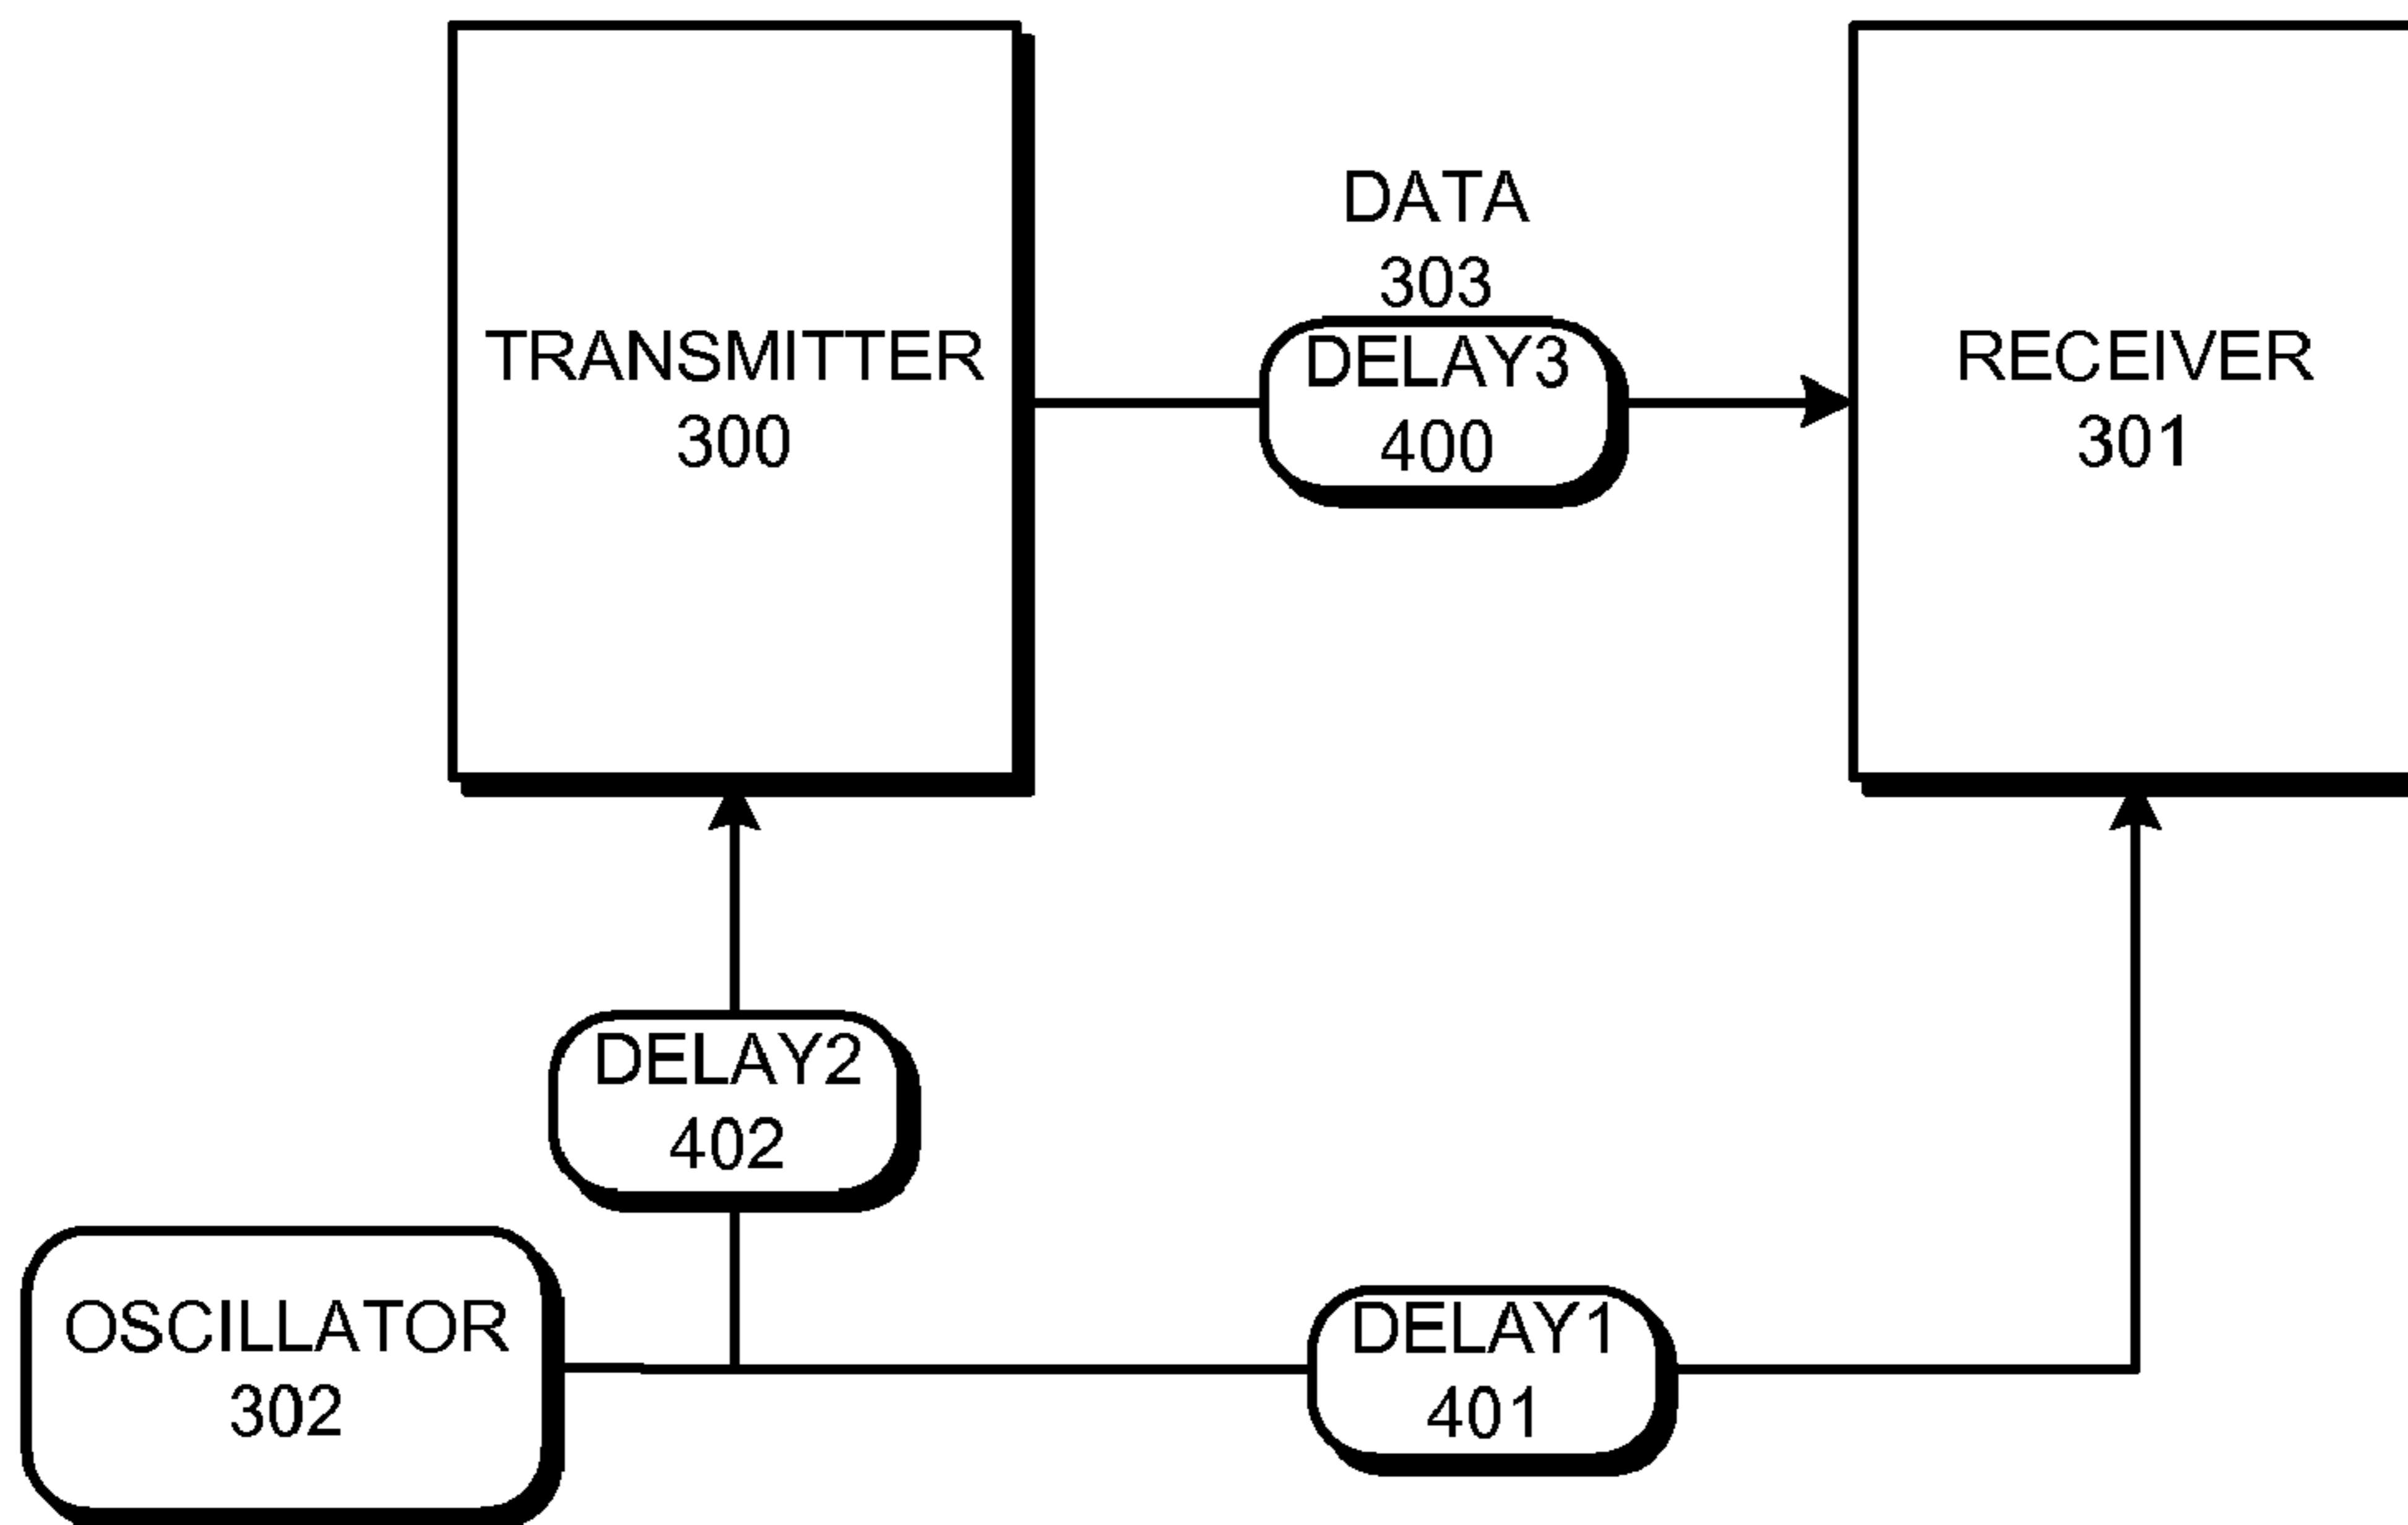 DATA
303
TRANSMITTER
300
DELAY3
400
RECEIVER
301
DELAY2
402
OSCILLATOR
302
DELAY1
401